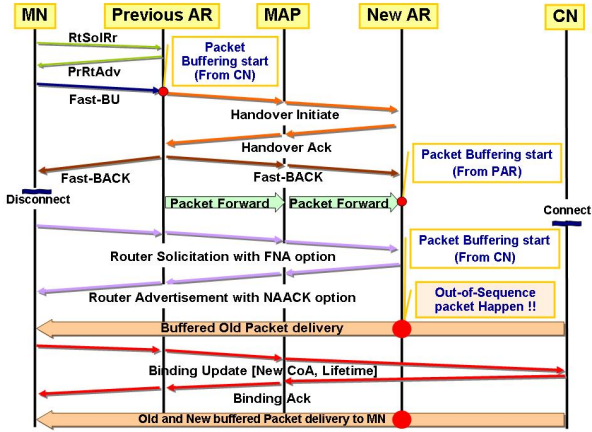 MN
Previous AR
MAP
New AR
CN
RtSolRr
PrRtAdv
Fast-BU
Packet
Buffering start
(From CN)
Handover Initiate
Handover Ack
Fast-BACK
Fast-BACK
Packet Buffering start
(From PAR)
Disconnect
Packet Forward
Packet Forward
Connect
Router Solicitation with FNA option
Packet Buffering start
(From CN)
Router Advertisement with NAACK option
Out-of-Sequence
packet Happen !!
Buffered Old Packet delivery
Binding Update [New CoA, Lifetime]
Binding Ack
Old and New buffered Packet delivery to MN